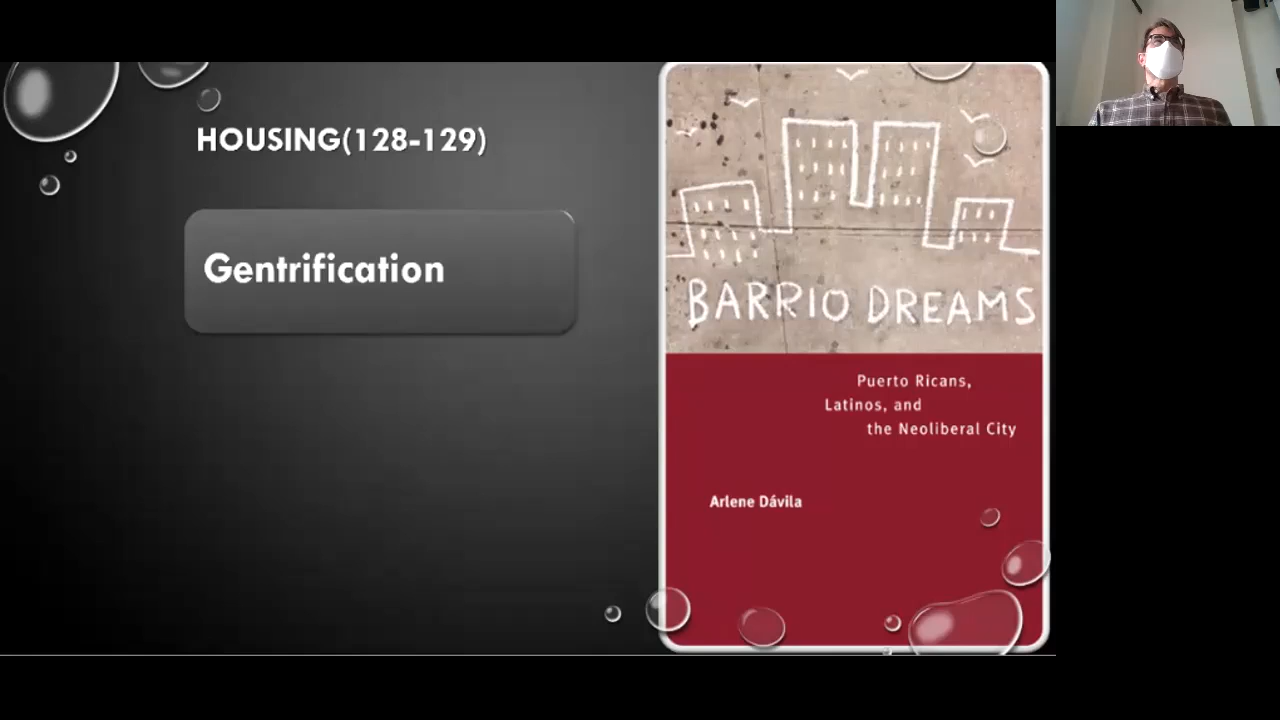 HOUSING(128-129)
Gentrification
BARRIO DREAMS
Puerto Ricans,
Latinos, and
the Neoliberal City
Arlene Dávila